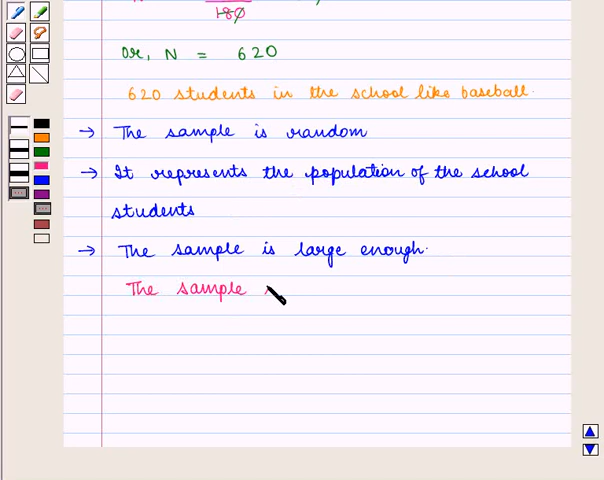 180
Or, N = 620
620 students in the school like baseball.
→ The sample is random
→ It represents the population of the school
students
→ The sample is large enough.
The sample